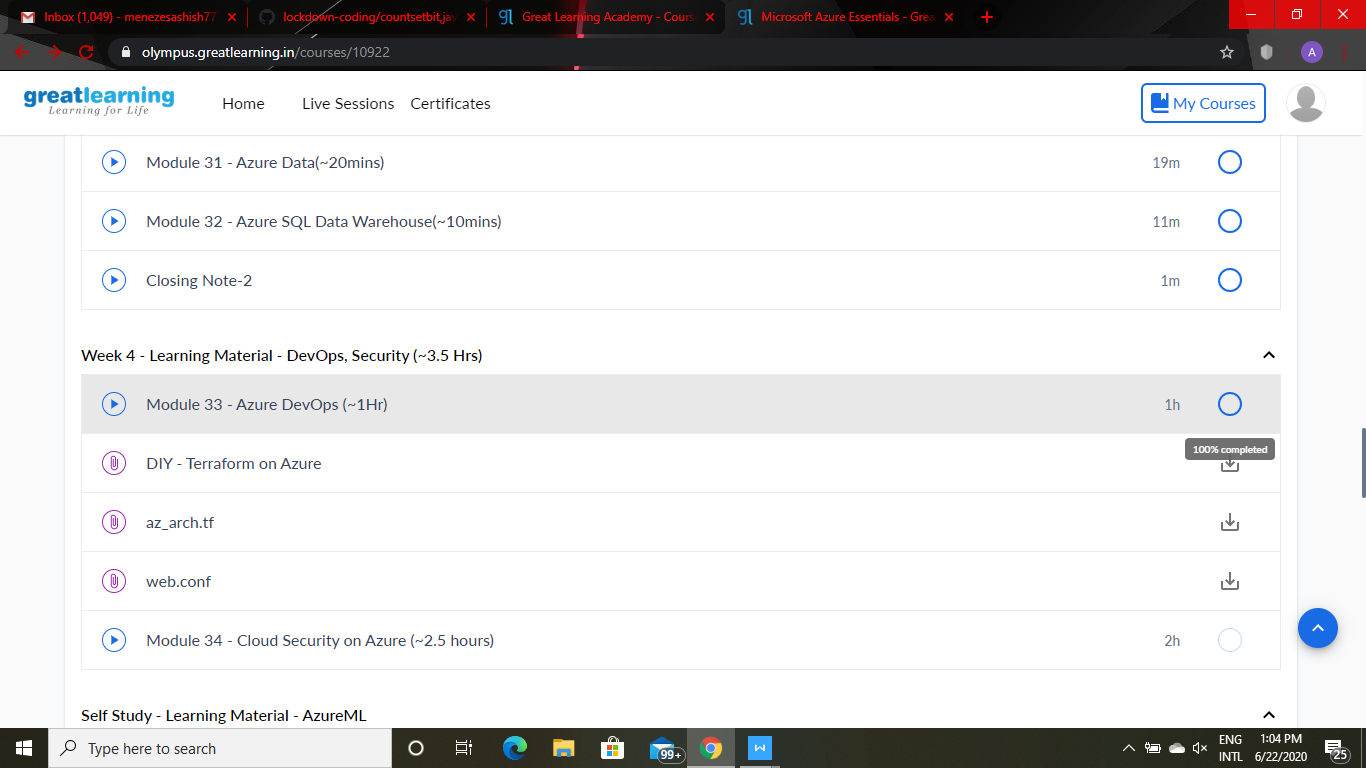 Inbox (1,049) - menezesashish77
lockdown-coding/countsetbit.jav
Great Learning Academy - Cours
Microsoft Azure Essentials - Grea
olympus.greatlearning.in/courses/10922
A
greatlearning
Learning for Life
Home
Live Sessions
Certificates
My Courses
Module 31 - Azure Data(~20mins)
19m
Module 32 - Azure SQL Data Warehouse(~10mins)
11m
Closing Note-2
1m
Week 4 - Learning Material - DevOps, Security (~3.5 Hrs)
Module 33 - Azure DevOps (~1Hr)
1h
100% completed
DIY - Terraform on Azure
az_arch.tf
web.conf
Module 34 - Cloud Security on Azure (~2.5 hours)
2h
Self Study - Learning Material - AzureML
Type here to search
99+
W
ENG
INTL
1:04 PM
6/22/2020
25